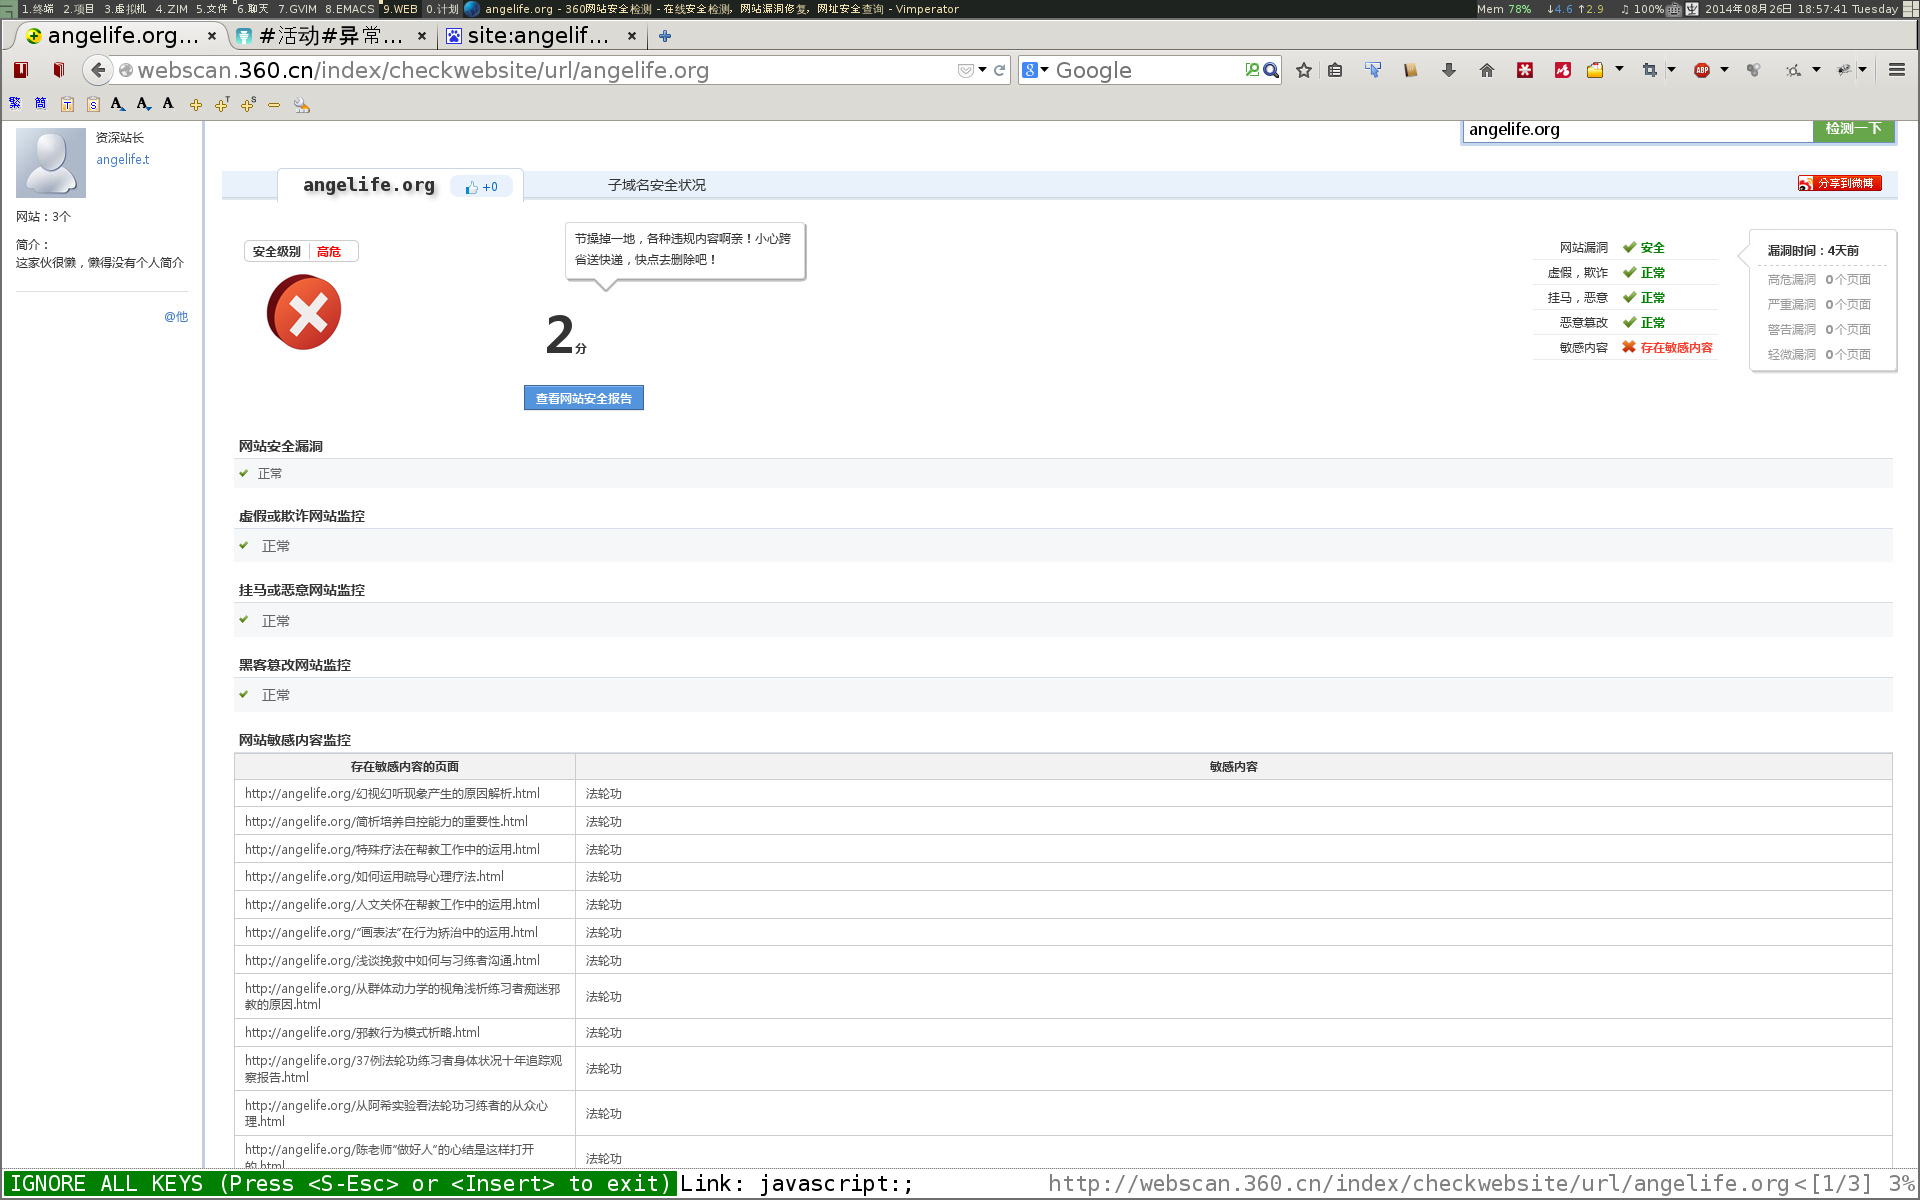 1.终端 2.项目 3.虚拟机 4.ZIM 5.文件 6.聊天 7.GVIM 8.EMACS 9.WEB 0.计划 angelife.org - 360网站安全检测 - 在线安全检测，网站漏洞修复，网址安全查询 - Vimperator
Mem 78% ↓4.6 ↑2.9 ♫ 100% 2014年08月26日 18:57:41 Tuesday
angelife.org... × #活动#异常... × site:angelif... ×
webscan.360.cn/index/checkwebsite/url/angelife.org
Google
ABP
繁 簡 T S A A A
资深站长
angelife.t
网站：3个
简介：
这家伙很懒，懒得没有个人简介
@他
angelife.org
检测一下
angelife.org +0
子域名安全状况
分享到微博
安全级别 高危
节操掉一地，各种违规内容啊亲！小心跨
省送快递，快点去删除吧！
2分
查看网站安全报告
网站漏洞 安全
虚假，欺诈 正常
挂马，恶意 正常
恶意篡改 正常
敏感内容 存在敏感内容
漏洞时间：4天前
高危漏洞 0个页面
严重漏洞 0个页面
警告漏洞 0个页面
轻微漏洞 0个页面
网站安全漏洞
正常
虚假或欺诈网站监控
正常
挂马或恶意网站监控
正常
黑客篡改网站监控
正常
网站敏感内容监控
存在敏感内容的页面 敏感内容
http://angelife.org/幻视幻听现象产生的原因解析.html 法轮功
http://angelife.org/简析培养自控能力的重要性.html 法轮功
http://angelife.org/特殊疗法在帮教工作中的运用.html 法轮功
http://angelife.org/如何运用疏导心理疗法.html 法轮功
http://angelife.org/人文关怀在帮教工作中的运用.html 法轮功
http://angelife.org/“画表法”在行为矫治中的运用.html 法轮功
http://angelife.org/浅谈挽救中如何与习练者沟通.html 法轮功
http://angelife.org/从群体动力学的视角浅析练习者痴迷邪
教的原因.html 法轮功
http://angelife.org/邪教行为模式析略.html 法轮功
http://angelife.org/37例法轮功练习者身体状况十年追踪观
察报告.html 法轮功
http://angelife.org/从阿希实验看法轮功习练者的从众心
理.html 法轮功
http://angelife.org/陈老师“做好人”的心结是这样打开
的.html 法轮功
IGNORE ALL KEYS (Press <S-Esc> or <Insert> to exit) Link: javascript:;
http://webscan.360.cn/index/checkwebsite/url/angelife.org < [1/3] 3%